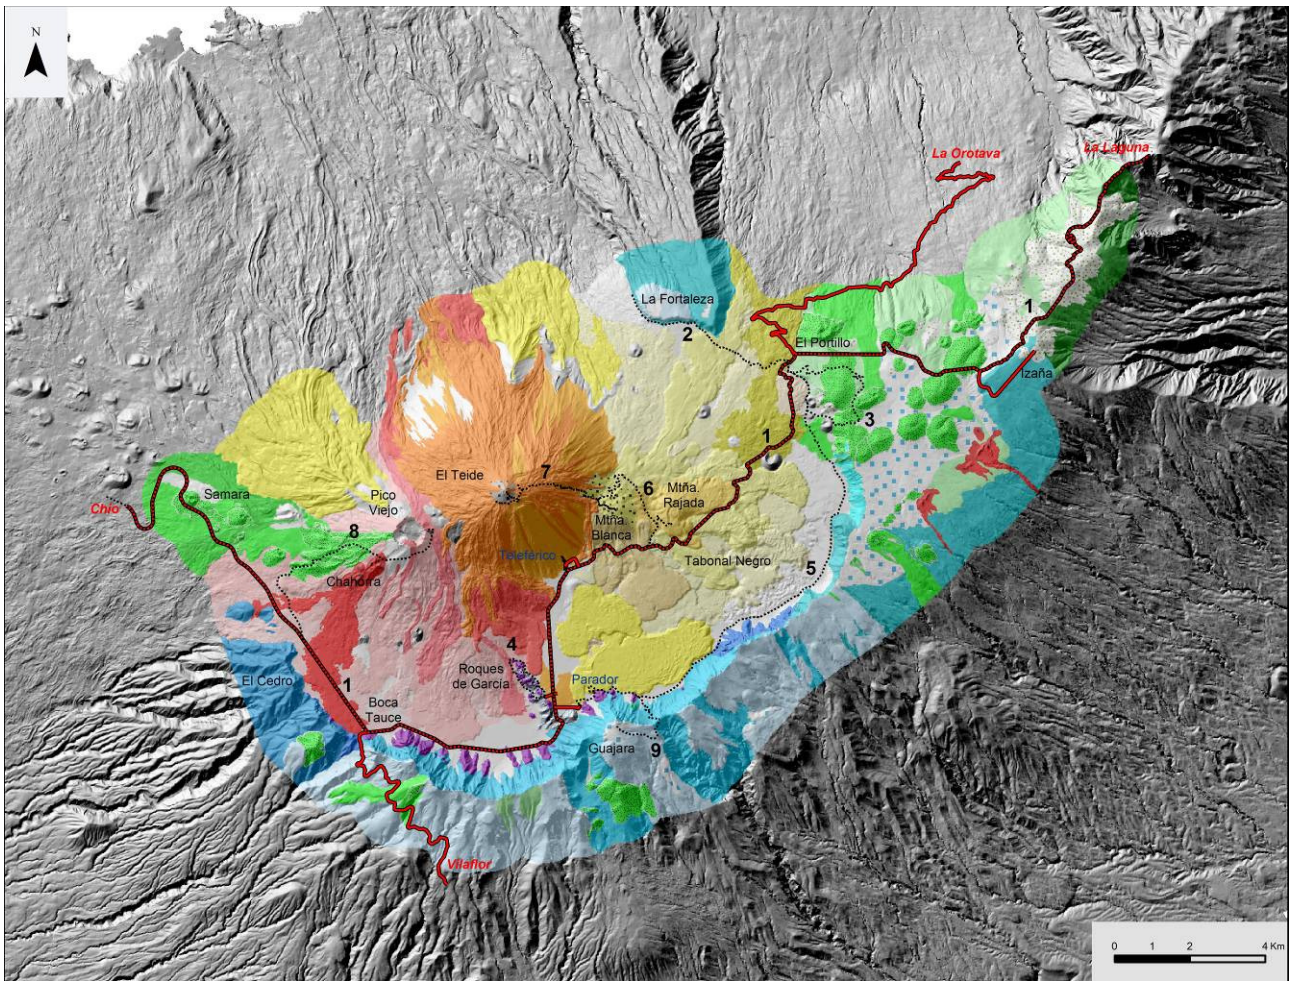 N
La Orotava
La Laguna
La Fortaleza
1
2
El Portillo
Izaña
3
1
El Teide
7
6
Samara
Pico
Viejo
Mtña.
Rajada
Chío
Mtña.
Blanca
8
Teleférico
Tabonal Negro
5
Chahorra
4
Roques
de García
El Cedro
1
Parador
Boca
Tauce
Guajara
9
Vilaflor
0 1 2 4 Km